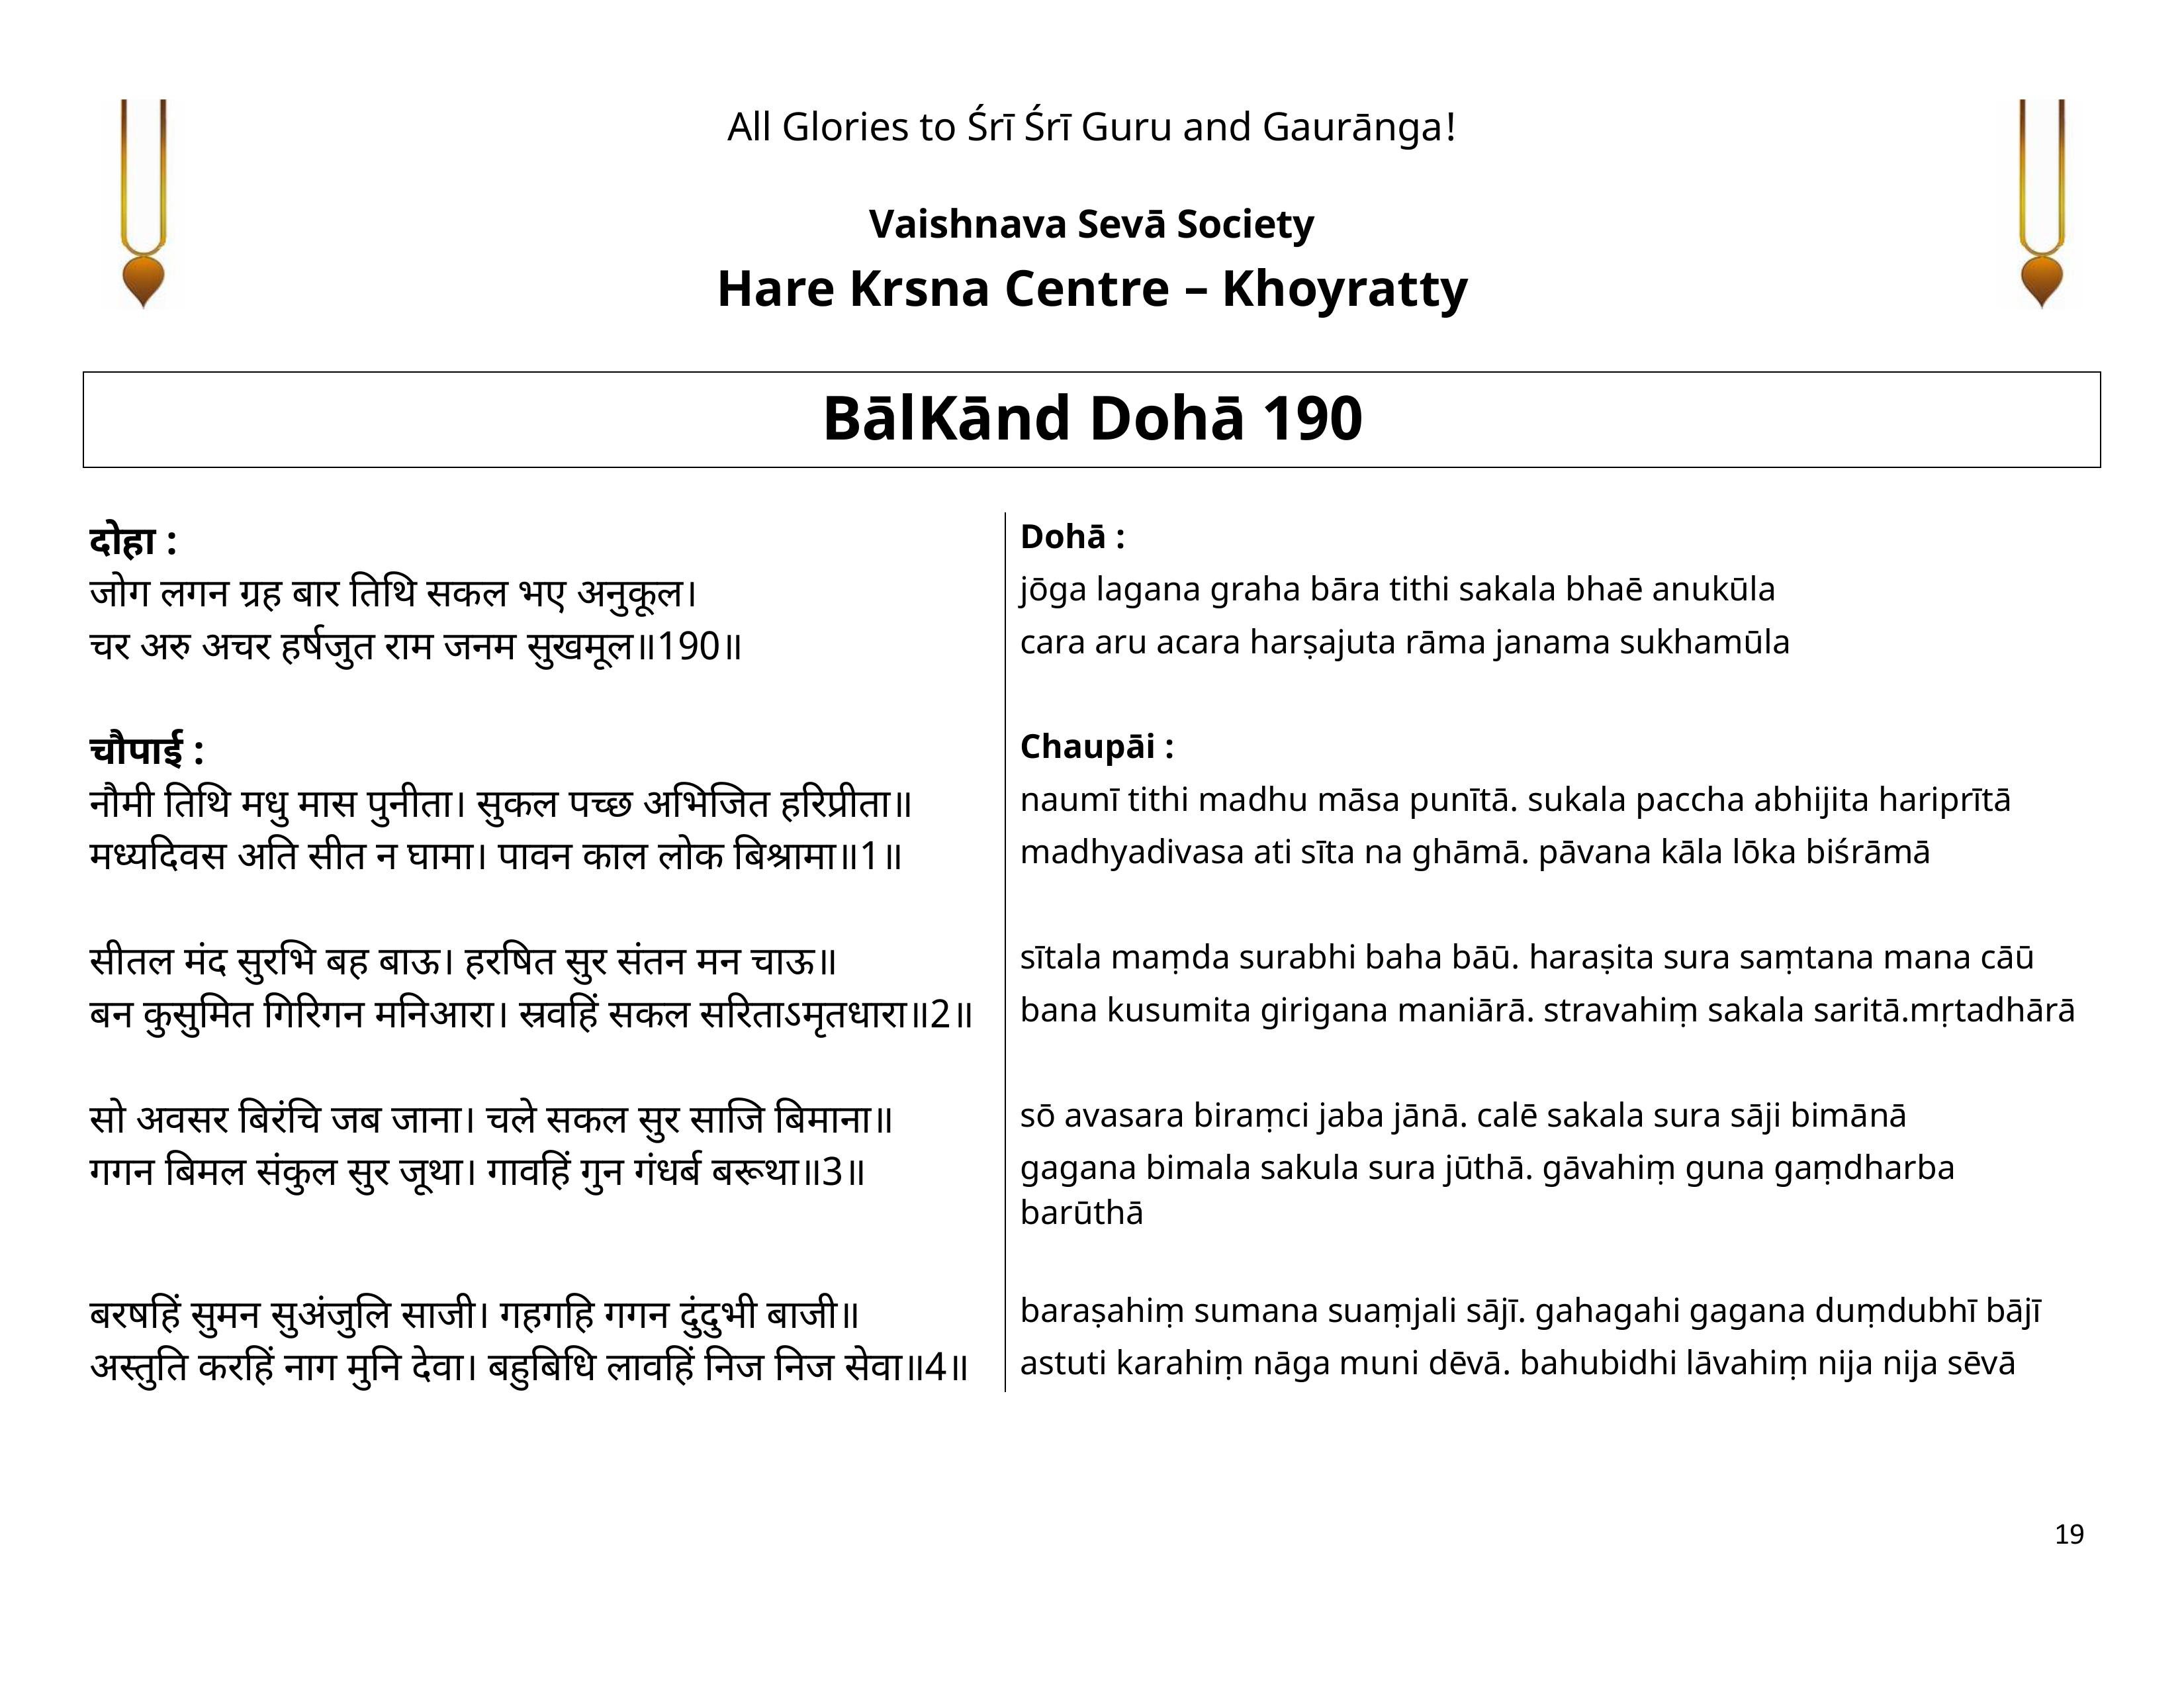 All Glories to Śrī Śrī Guru and Gaurānga!
Vaishnava Sevā Society
Hare Krsna Centre – Khoyratty
BālKānd Dohā 190
दोहा :
जोग लगन ग्रह बार तिथि सकल भए अनुकूल।
चर अरु अचर हर्षजुत राम जनम सुखमूल॥190॥
चौपाई :
नौमी तिथि मधु मास पुनीता। सुकल पच्छ अभिजित हरिप्रीता॥
मध्यदिवस अति सीत न घामा। पावन काल लोक बिश्रामा॥1॥
सीतल मंद सुरभि बह बाऊ। हरषित सुर संतन मन चाऊ॥
बन कुसुमित गिरिगन मनिआरा। स्रवहिं सकल सरिताऽमृतधारा॥2॥
सो अवसर बिरंचि जब जाना। चले सकल सुर साजि बिमाना॥
गगन बिमल संकुल सुर जूथा। गावहिं गुन गंधर्ब बरूथा॥3॥
बरषहिं सुमन सुअंजुलि साजी। गहगहि गगन दुंदुभी बाजी॥
अस्तुति करहिं नाग मुनि देवा। बहुबिधि लावहिं निज निज सेवा॥4॥
Dohā :
jōga lagana graha bāra tithi sakala bhaē anukūla
cara aru acara harṣajuta rāma janama sukhamūla
Chaupāi :
naumī tithi madhu māsa punītā. sukala paccha abhijita hariprītā
madhyadivasa ati sīta na ghāmā. pāvana kāla lōka biśrāmā
sītala maṃda surabhi baha bāū. haraṣita sura saṃtana mana cāū
bana kusumita girigana maniārā. stravahiṃ sakala saritā.mṛtadhārā
sō avasara biraṃci jaba jānā. calē sakala sura sāji bimānā
gagana bimala sakula sura jūthā. gāvahiṃ guna gaṃdharba
barūthā
baraṣahiṃ sumana suaṃjali sājī. gahagahi gagana duṃdubhī bājī
astuti karahiṃ nāga muni dēvā. bahubidhi lāvahiṃ nija nija sēvā
19